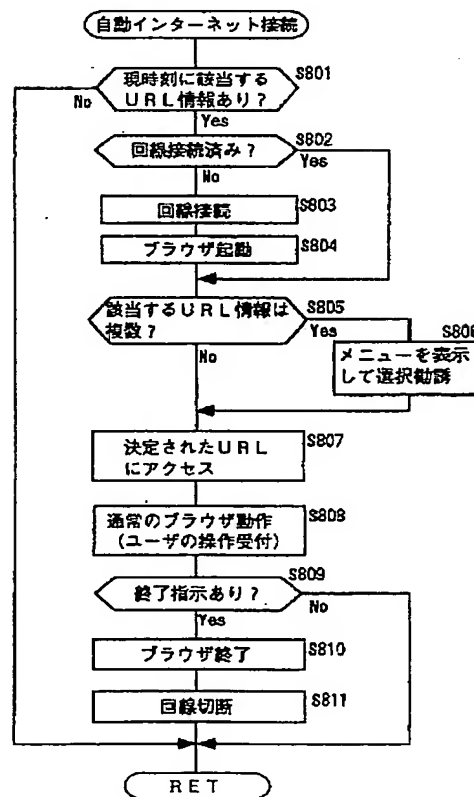 自動インターネット接続
現時刻に該当する
URL情報あり?
S801
No
Yes
回線接続済み?
S802
Yes
No
回線接続
S803
ブラウザ起動
S804
該当するURL情報は
複数?
S805
Yes
No
S806
メニューを表示
して選択勧誘
決定されたURL
にアクセス
S807
通常のブラウザ動作
(ユーザの操作受付)
S808
終了指示あり?
S809
No
Yes
ブラウザ終了
S810
回線切断
S811
RET